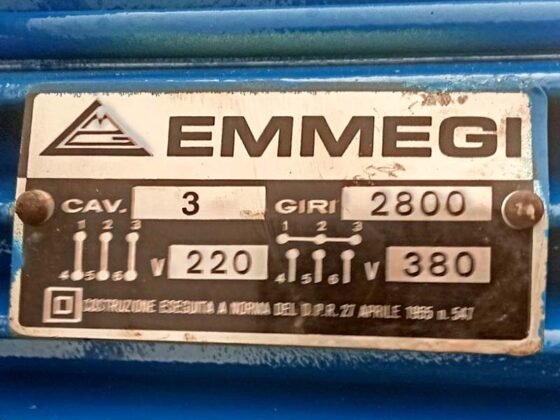 EMMEGI
CAV. 3 GIRI 2800
1 2 3 1 2 3
4 5 6 V 220 4 5 6 V 380
COSTRUZIONE ESEGUITA A NORMA DEL D.P.R. 27 APRILE 1955 n. 547